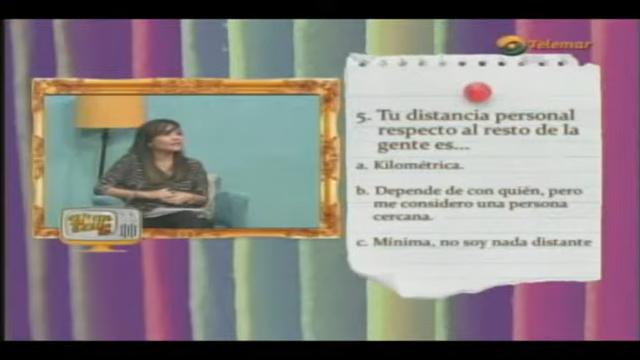 Telemar
5. Tu distancia personal
respecto al resto de la
gente es...
a. Kilométrica.
b. Depende de con quién, pero
me considero una persona
cercana.
c. Mínima, no soy nada distante